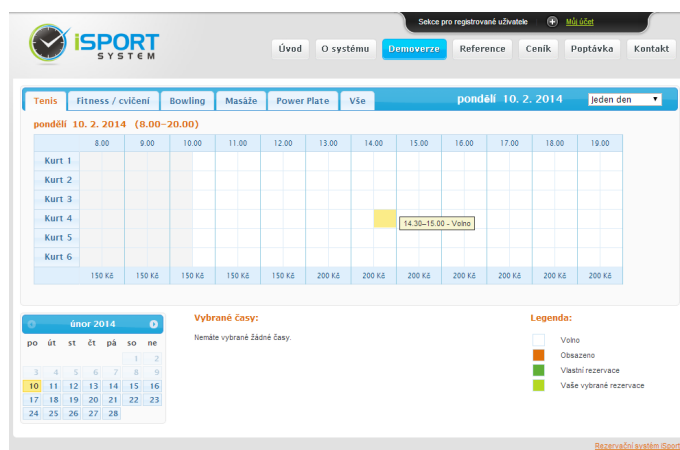 Sekce pro registrované uživatele Můj účet
iSPORT
SYSTEM
Úvod O systému Demoverze Reference Ceník Poptávka Kontakt
Tenis Fitness / cvičení Bowling Masáže Power Plate Vše pondělí 10. 2. 2014 Jeden den
pondělí 10. 2. 2014 (8.00–20.00)
8.00 9.00 10.00 11.00 12.00 13.00 14.00 15.00 16.00 17.00 18.00 19.00
Kurt 1
Kurt 2
Kurt 3
Kurt 4
14.30–15.00 - Volno
Kurt 5
Kurt 6
150 Kč 150 Kč 150 Kč 150 Kč 150 Kč 200 Kč 200 Kč 200 Kč 200 Kč 200 Kč 200 Kč 200 Kč
únor 2014
po út st čt pá so ne
1 2
3 4 5 6 7 8 9
10 11 12 13 14 15 16
17 18 19 20 21 22 23
24 25 26 27 28
Vybrané časy:
Nemáte vybrané žádné časy.
Legenda:
Volno
Obsazeno
Vlastní rezervace
Vaše vybrané rezervace
Rezervační systém iSport